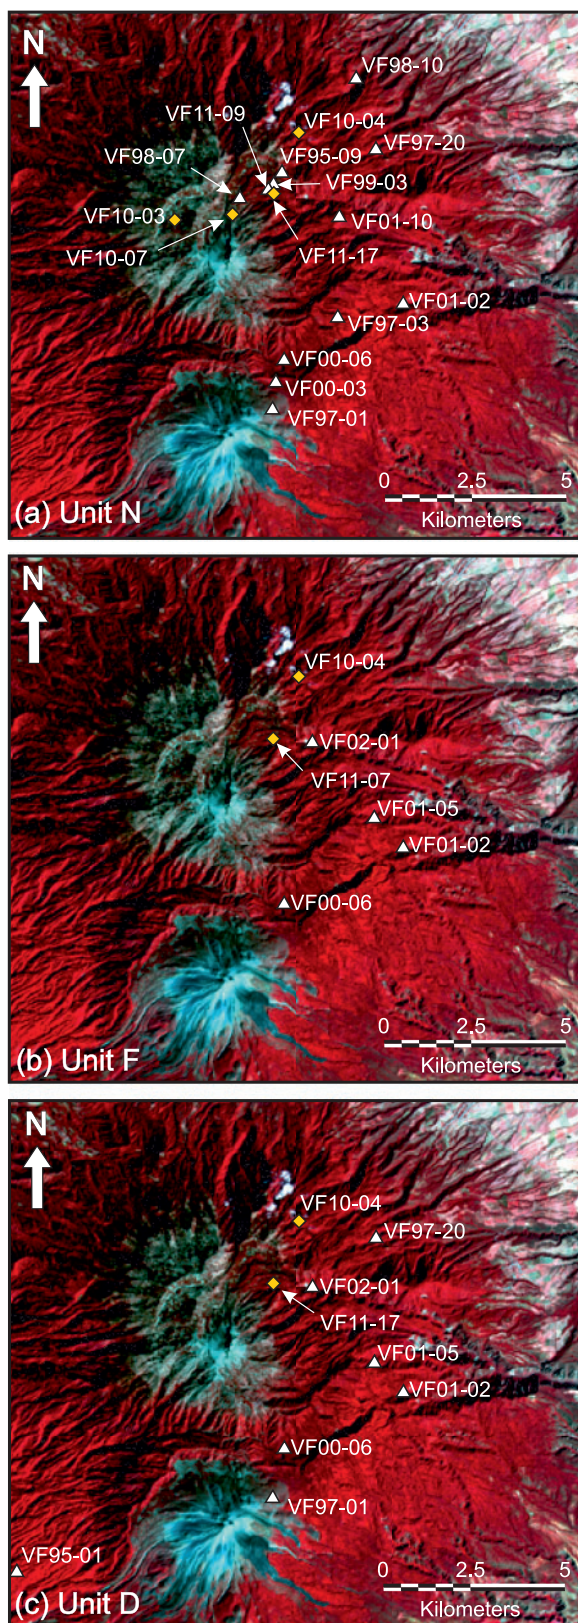 N
VF98-10
VF11-09
VF10-04
VF97-20
VF98-07
VF95-09
VF99-03
VF10-03
VF01-10
VF10-07
VF11-17
VF01-02
VF97-03
VF00-06
VF00-03
VF97-01
0 2.5 5
Kilometers
(a) Unit N
N
VF10-04
VF02-01
VF11-07
VF01-05
VF01-02
VF00-06
0 2.5 5
Kilometers
(b) Unit F
N
VF10-04
VF97-20
VF02-01
VF11-17
VF01-05
VF01-02
VF00-06
VF97-01
VF95-01
0 2.5 5
Kilometers
(c) Unit D